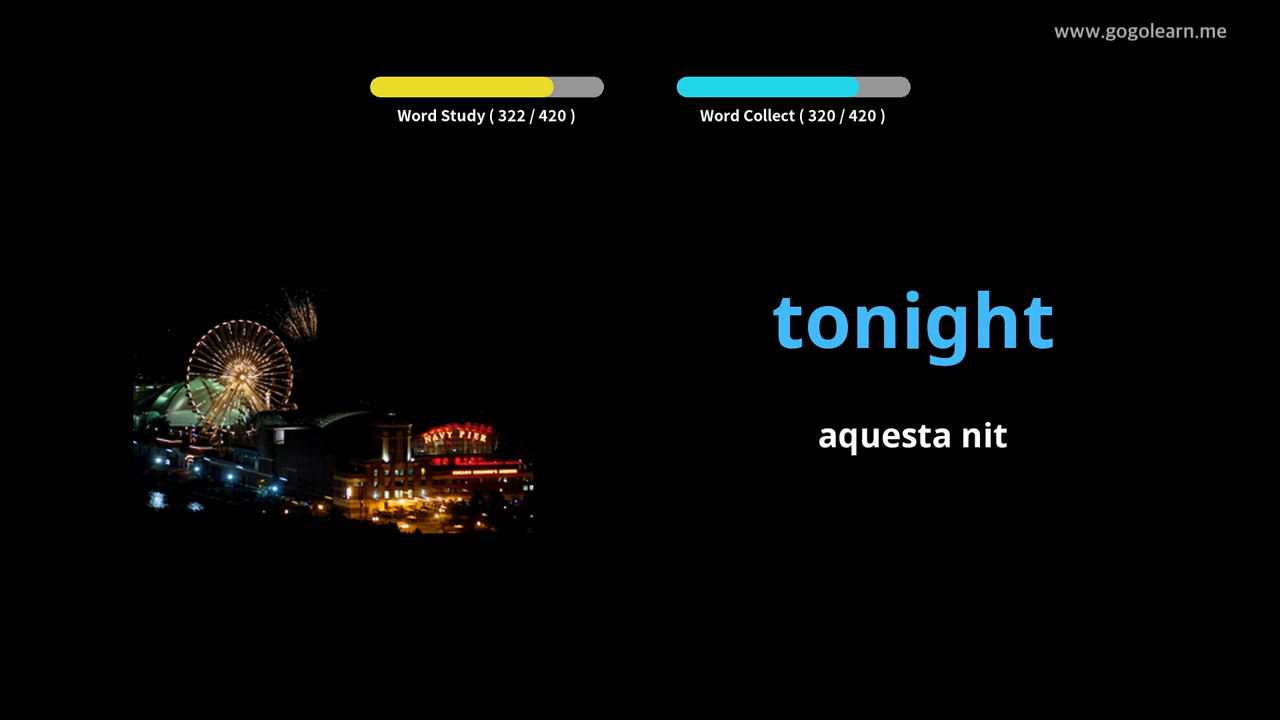 www.gogolearn.me
Word Study ( 322 / 420 )
Word Collect ( 320 / 420 )
tonight
aquesta nit
NAVY PIER